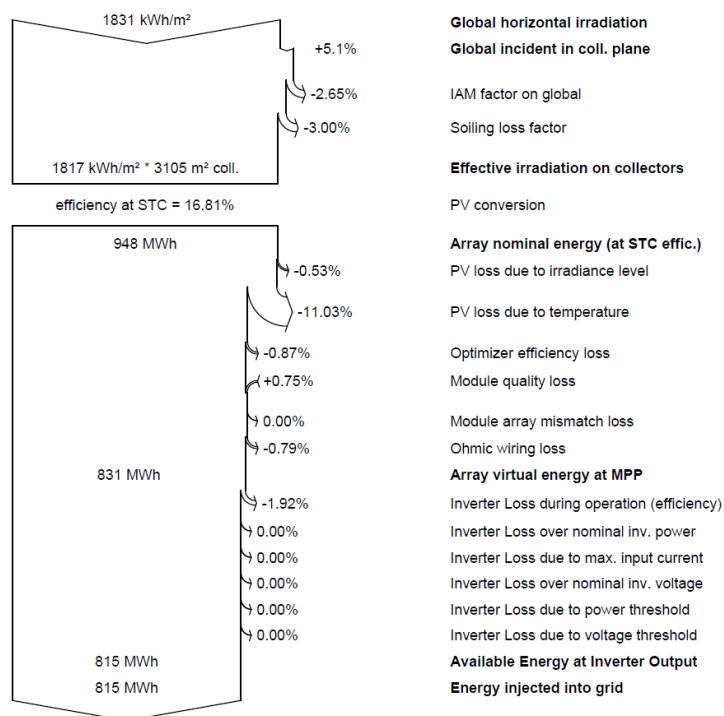 1831 kWh/m² Global horizontal irradiation
+5.1% Global incident in coll. plane
-2.65% IAM factor on global
-3.00% Soiling loss factor
1817 kWh/m² * 3105 m² coll. Effective irradiation on collectors
efficiency at STC = 16.81% PV conversion
948 MWh Array nominal energy (at STC effic.)
-0.53% PV loss due to irradiance level
-11.03% PV loss due to temperature
-0.87% Optimizer efficiency loss
+0.75% Module quality loss
0.00% Module array mismatch loss
-0.79% Ohmic wiring loss
831 MWh Array virtual energy at MPP
-1.92% Inverter Loss during operation (efficiency)
0.00% Inverter Loss over nominal inv. power
0.00% Inverter Loss due to max. input current
0.00% Inverter Loss over nominal inv. voltage
0.00% Inverter Loss due to power threshold
0.00% Inverter Loss due to voltage threshold
815 MWh Available Energy at Inverter Output
815 MWh Energy injected into grid